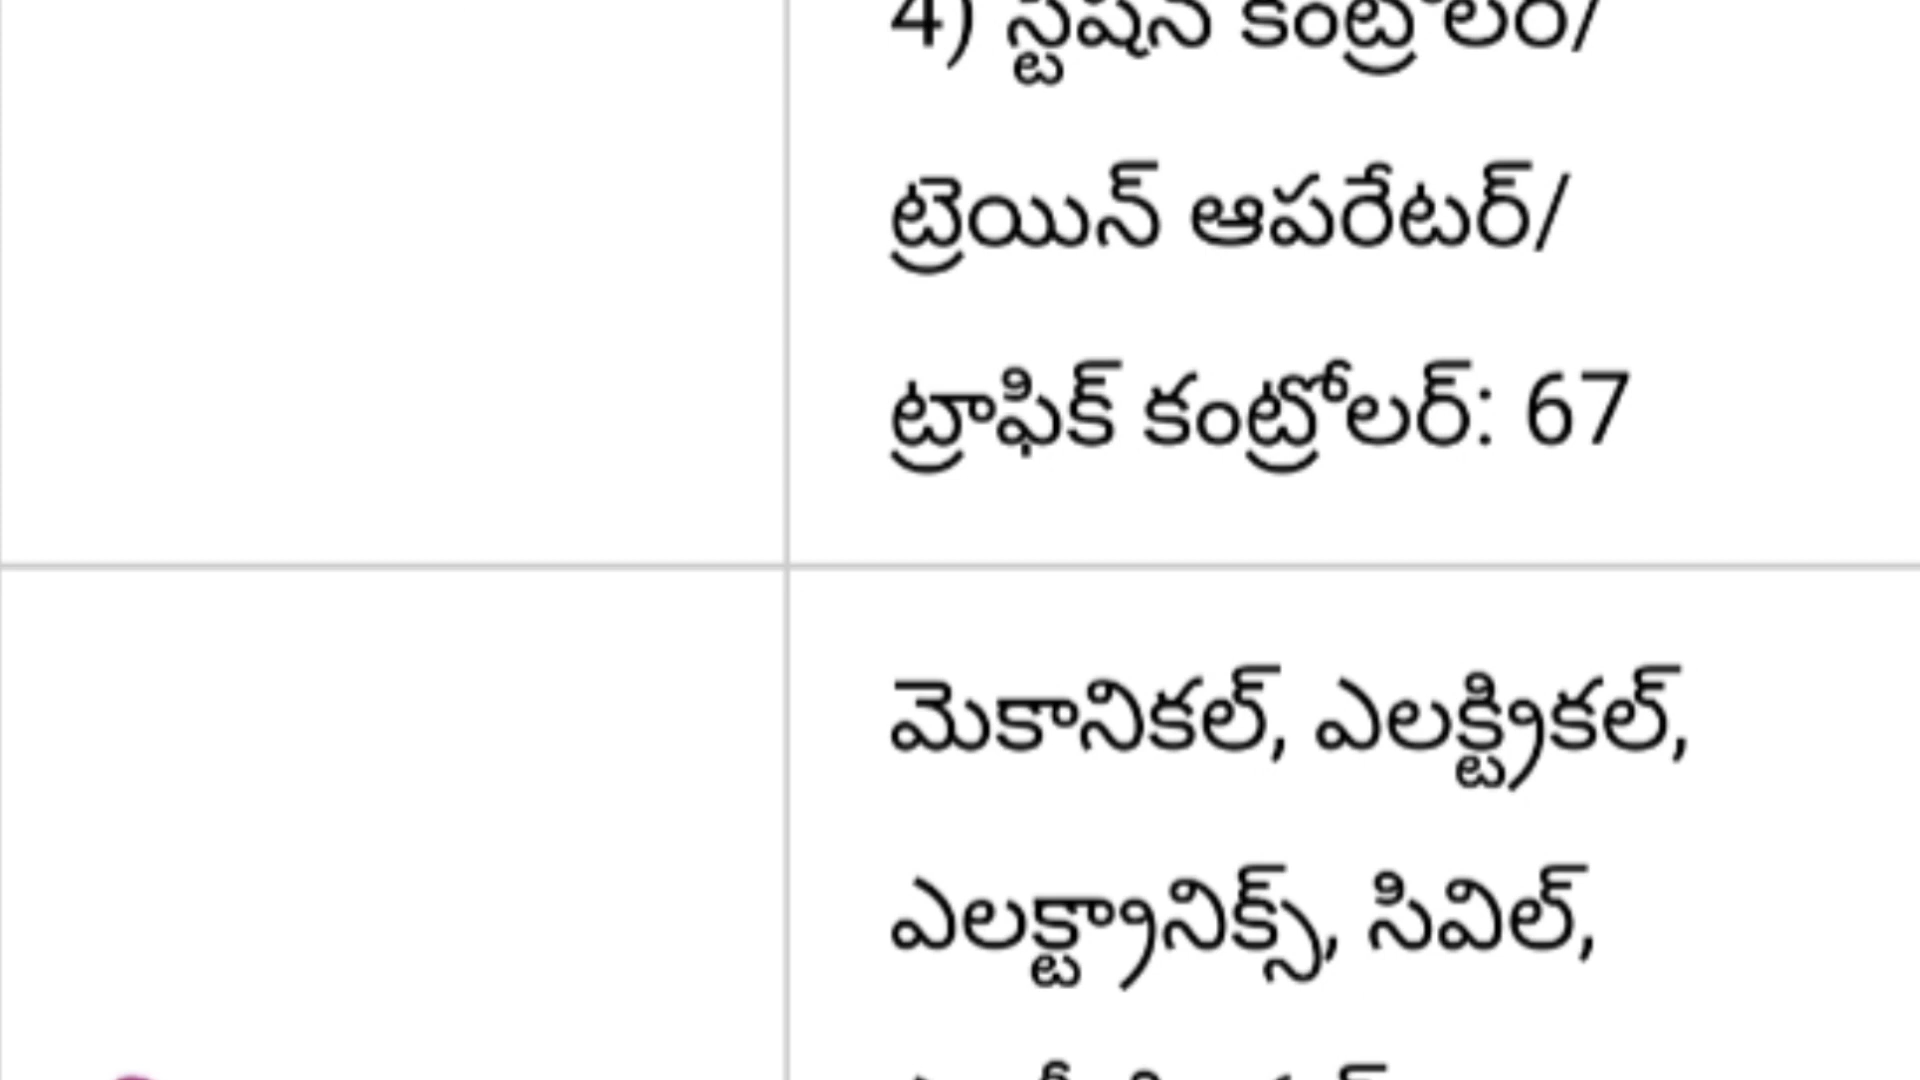 4) స్టేషన్ కంట్రోలర్/
ట్రెయిన్ ఆపరేటర్/
ట్రాఫిక్ కంట్రోలర్: 67
మెకానికల్, ఎలక్ట్రికల్,
ఎలక్ట్రానిక్స్, సివిల్,